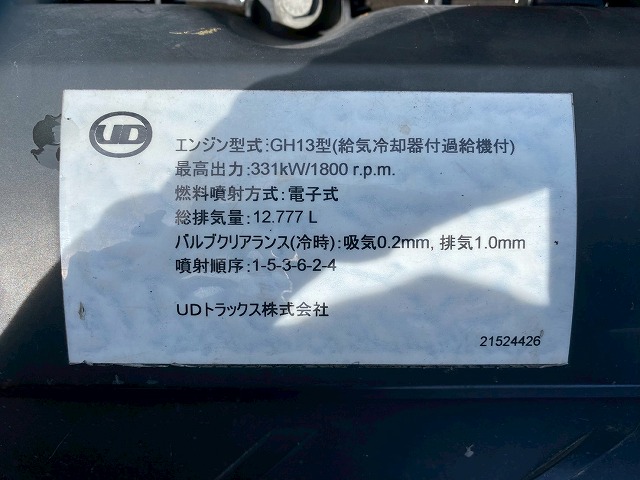 UD
エンジン型式:GH13型(給気冷却器付過給機付)
最高出力:331kW/1800 r.p.m.
燃料噴射方式:電子式
総排気量:12.777 L
バルブクリアランス(冷時):吸気0.2mm, 排気1.0mm
噴射順序:1-5-3-6-2-4
UDトラックス株式会社
21524426